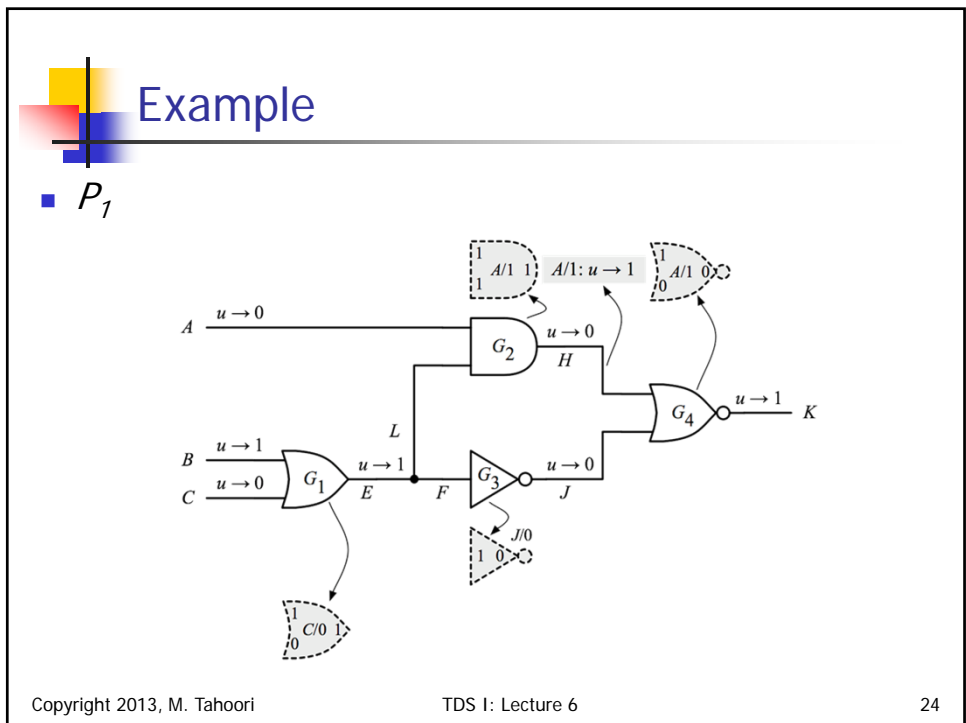 Example
P1
1
1
A/1 1
A/1: u → 1
1
0
A/1 0
A
u → 0
G2
u → 0
H
G4
u → 1
K
L
B
u → 1
C
u → 0
G1
u → 1
E
F
G3
u → 0
J
J/0
1 0
1
0
C/0 1
Copyright 2013, M. Tahoori
TDS I: Lecture 6
24